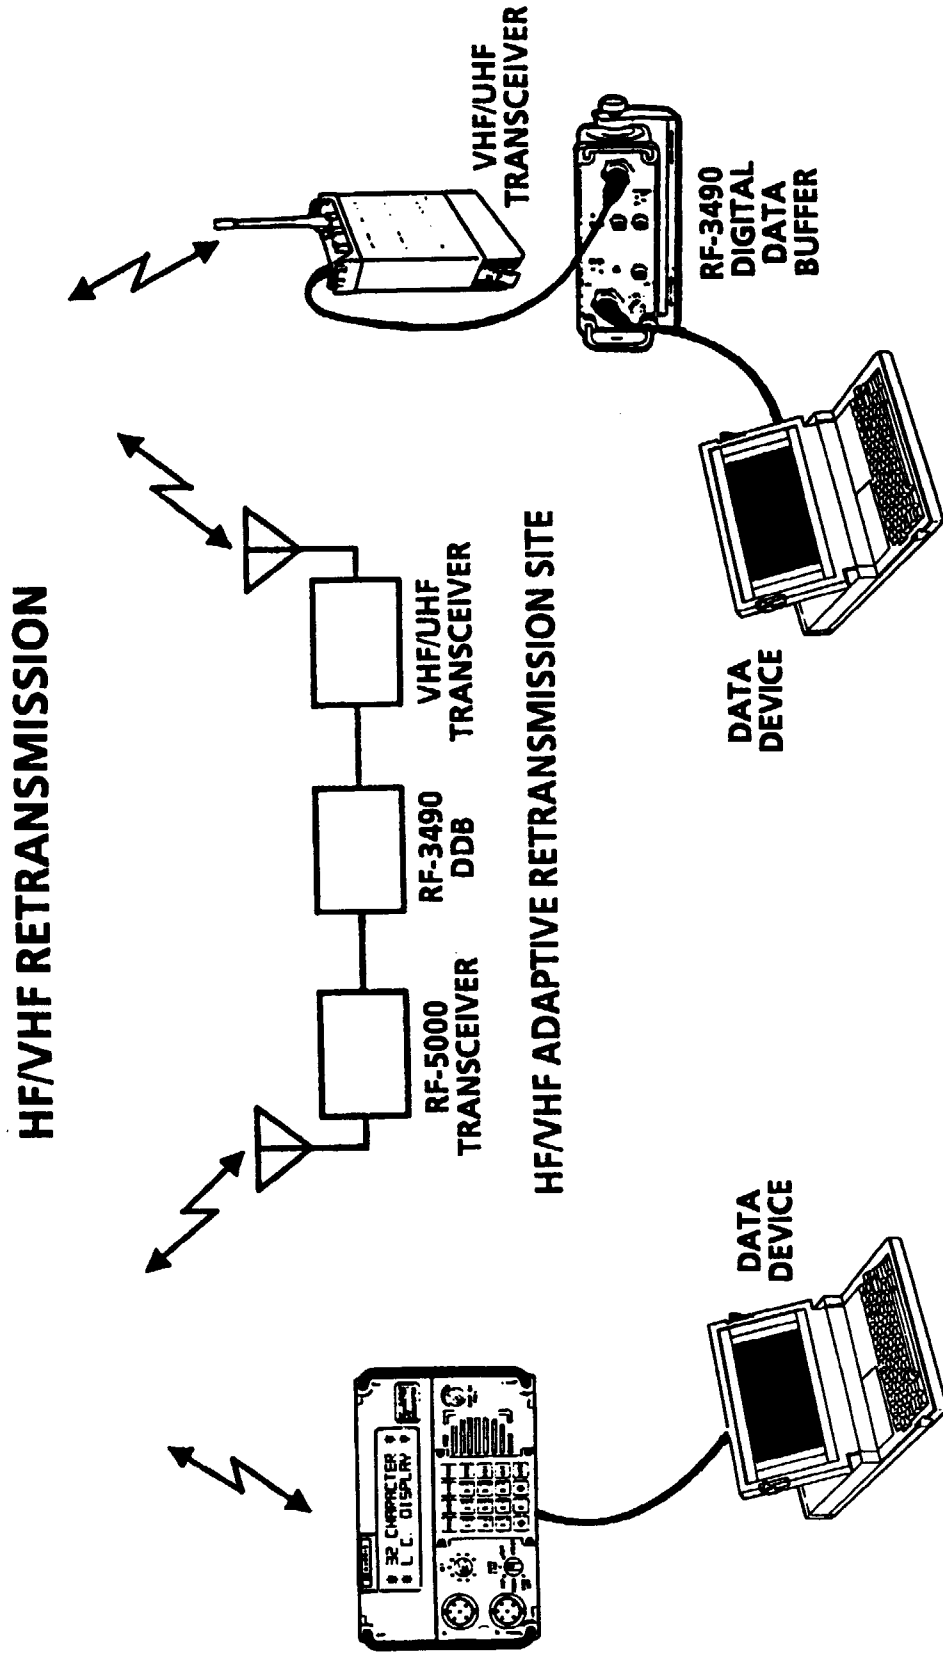 HF/VHF RETRANSMISSION
RF-5000
TRANSCEIVER
RF-3490
DDB
VHF/UHF
TRANSCEIVER
VHF/UHF
TRANSCEIVER
HF/VHF ADAPTIVE RETRANSMISSION SITE
* 32 CHARACTER *
* L C. DISPLAY *
RF-3490
DIGITAL
DATA
BUFFER
DATA
DEVICE
DATA
DEVICE